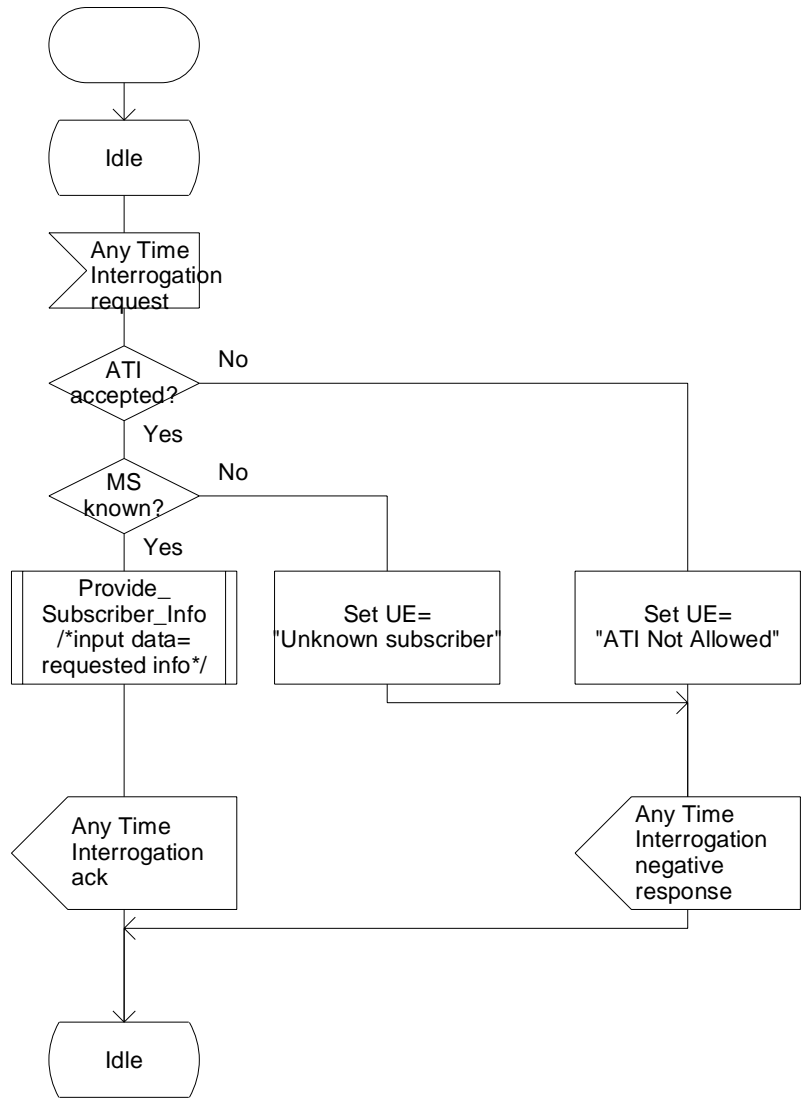 Idle
Any Time
Interrogation
request
ATI
accepted?
No
Yes
MS
known?
No
Yes
Provide_
Subscriber_Info
/*input data=
requested info*/
Set UE=
"Unknown subscriber"
Set UE=
"ATI Not Allowed"
Any Time
Interrogation
ack
Any Time
Interrogation
negative
response
Idle